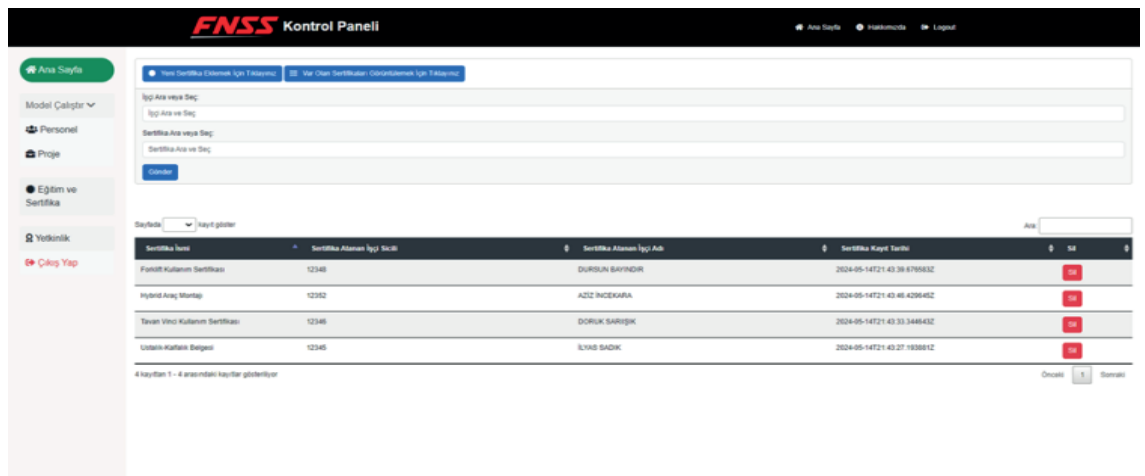 FNSS Kontrol Paneli
Ana Sayfa Hakkımızda Logout
Ana Sayfa
Model Çalıştır
Personel
Proje
Eğitim ve
Sertifika
Yetkinlik
Çıkış Yap
Yeni Sertifika Eklemek İçin Tıklayınız Var Olan Sertifikaları Görüntülemek İçin Tıklayınız
İşçi Ara veya Seç:
İşçi Ara ve Seç
Sertifika Ara veya Seç:
Sertifika Ara ve Seç
Gönder
Sayfada kayıt göster Ara:
Sertifika İsmi Sertifika Atanan İşçi Sicili Sertifika Atanan İşçi Adı Sertifika Kayıt Tarihi Sil
Forklift Kullanım Sertifikası 12348 DURSUN BAYINDIR 2024-05-14T21:43:39.679583Z Sil
Hybrid Araç Montajı 12352 AZİZ İNCEKARA 2024-05-14T21:43:46.429645Z Sil
Tavan Vinci Kullanım Sertifikası 12346 DORUK SARIIŞIK 2024-05-14T21:43:33.344643Z Sil
Ustalık-Kalfalık Belgesi 12345 İLYAS SADIK 2024-05-14T21:43:27.193881Z Sil
4 kayıttan 1 - 4 arasındaki kayıtlar gösteriliyor Önceki 1 Sonraki